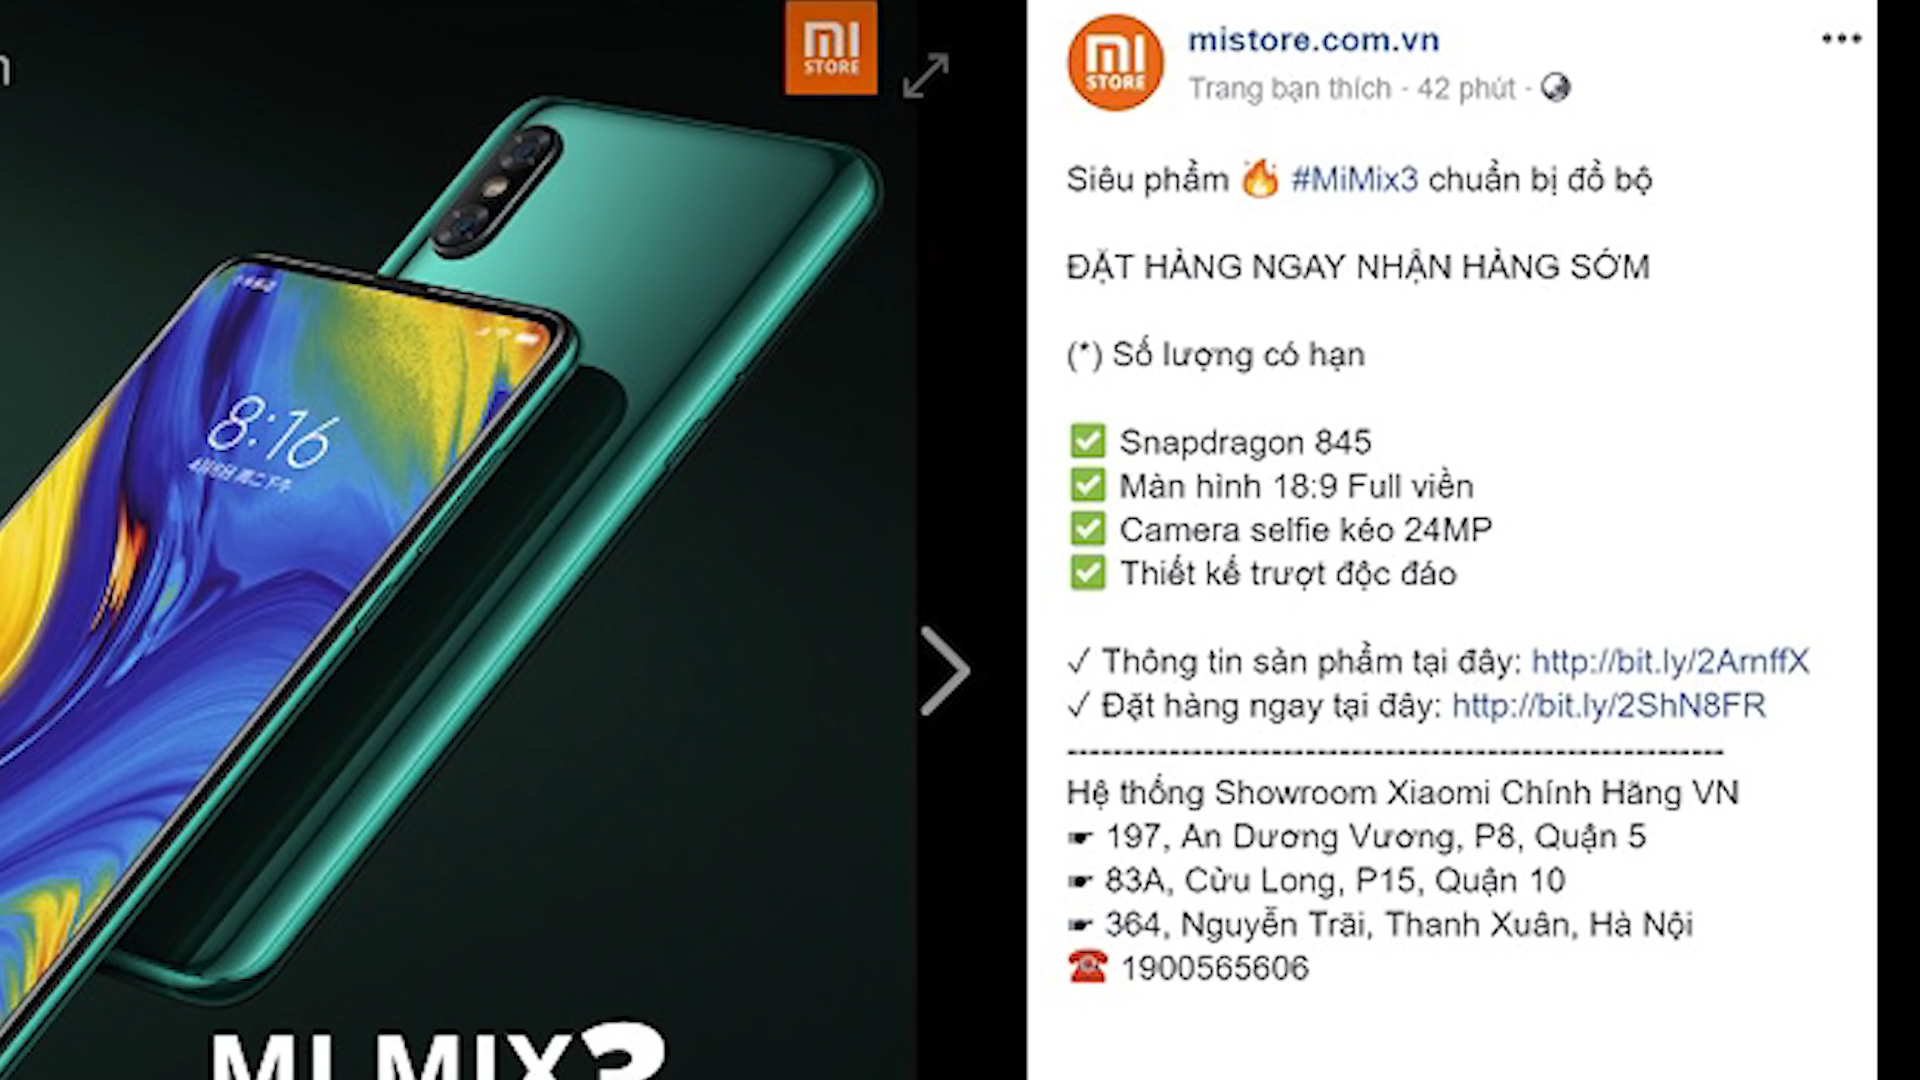 mi
STORE
8:16
MI MIX3
mi
STORE
mistore.com.vn
Trang bạn thích · 42 phút ·
Siêu phẩm 🔥 #MiMix3 chuẩn bị đổ bộ
ĐẶT HÀNG NGAY NHẬN HÀNG SỚM
(*) Số lượng có hạn
✅ Snapdragon 845
✅ Màn hình 18:9 Full viền
✅ Camera selfie kéo 24MP
✅ Thiết kế trượt độc đáo
✓ Thông tin sản phẩm tại đây: http://bit.ly/2ArnffX
✓ Đặt hàng ngay tại đây: http://bit.ly/2ShN8FR
------------------------------------------------------------
Hệ thống Showroom Xiaomi Chính Hãng VN
☛ 197, An Dương Vương, P8, Quận 5
☛ 83A, Cửu Long, P15, Quận 10
☛ 364, Nguyễn Trãi, Thanh Xuân, Hà Nội
☎ 1900565606